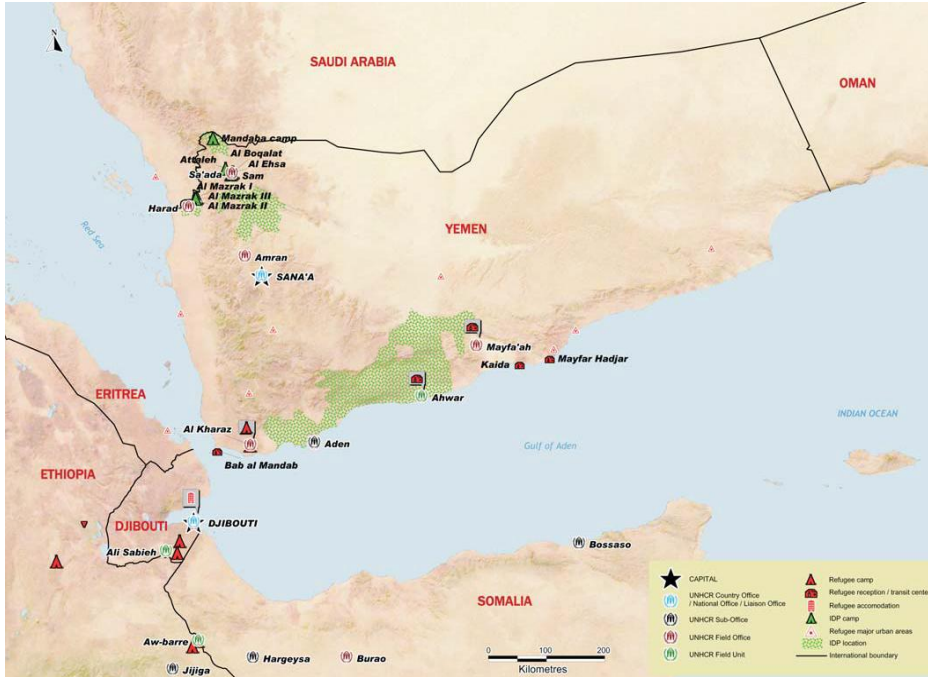 N
SAUDI ARABIA
OMAN
Mandaba camp
Al Boqalat
Attaleh
Al Ehsa
Sa'ada
Sam
Al Mazrak I
Al Mazrak III
Harad
Al Mazrak II
Red Sea
YEMEN
Amran
SANA'A
Mayfa'ah
Kaida
Mayfar Hadjar
ERITREA
Ahwar
Al Kharaz
INDIAN OCEAN
Aden
Gulf of Aden
Bab al Mandab
ETHIOPIA
DJIBOUTI
DJIBOUTI
Ali Sabieh
Bossaso
SOMALIA
Aw-barre
Jijiga
Hargeysa
Burao
0 100 200
Kilometres
CAPITAL
UNHCR Country Office
/ National Office / Liaison Office
UNHCR Sub-Office
UNHCR Field Office
UNHCR Field Unit
Refugee camp
Refugee reception / transit cente
Refugee accomodation
IDP camp
Refugee major urban areas
IDP location
International boundary